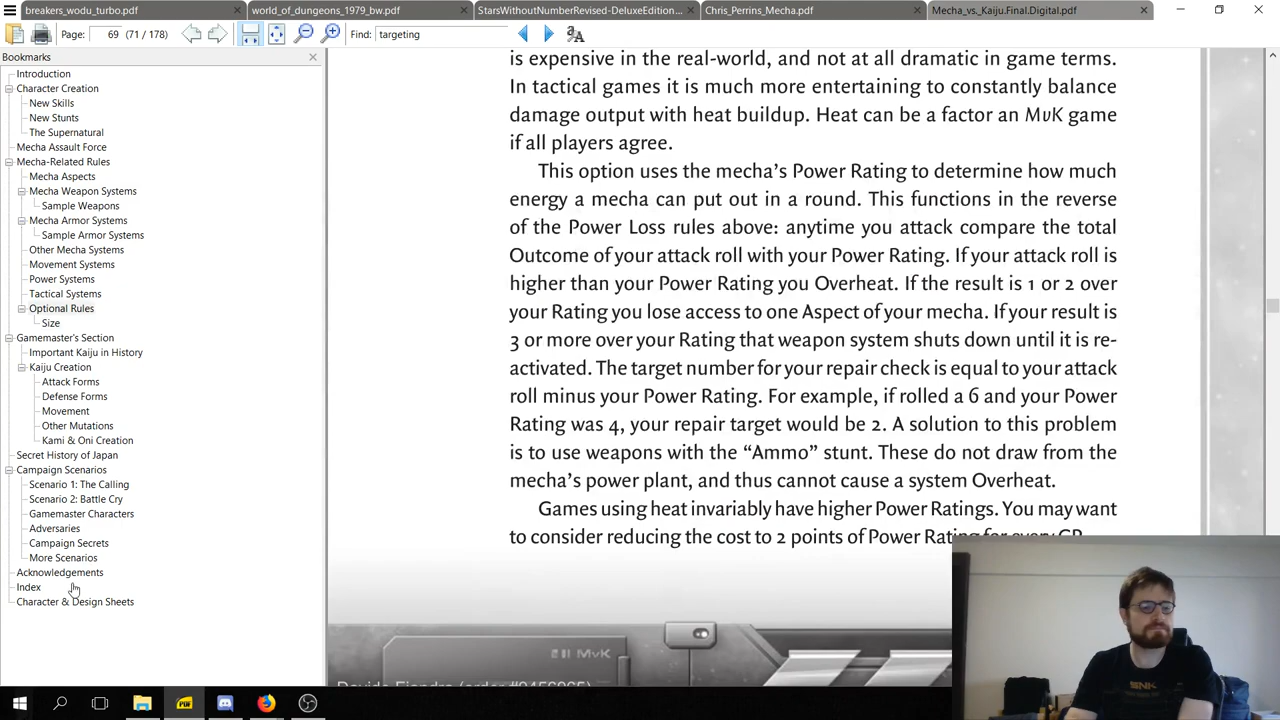 breakers_wodu_turbo.pdf
world_of_dungeons_1979_bw.pdf
StarsWithoutNumberRevised-DeluxeEdition...
Chris_Perrins_Mecha.pdf
Mecha_vs._Kaiju.Final.Digital.pdf
Page: 69 (71 / 178)
Find: targeting
Bookmarks
Introduction
Character Creation
New Skills
New Stunts
The Supernatural
Mecha Assault Force
Mecha-Related Rules
Mecha Aspects
Mecha Weapon Systems
Sample Weapons
Mecha Armor Systems
Sample Armor Systems
Other Mecha Systems
Movement Systems
Power Systems
Tactical Systems
Optional Rules
Size
Gamemaster's Section
Important Kaiju in History
Kaiju Creation
Attack Forms
Defense Forms
Movement
Other Mutations
Kami & Oni Creation
Secret History of Japan
Campaign Scenarios
Scenario 1: The Calling
Scenario 2: Battle Cry
Gamemaster Characters
Adversaries
Campaign Secrets
More Scenarios
Acknowledgements
Index
Character & Design Sheets
is expensive in the real-world, and not at all dramatic in game terms.
In tactical games it is much more entertaining to constantly balance
damage output with heat buildup. Heat can be a factor an MvK game
if all players agree.
This option uses the mecha's Power Rating to determine how much
energy a mecha can put out in a round. This functions in the reverse
of the Power Loss rules above: anytime you attack compare the total
Outcome of your attack roll with your Power Rating. If your attack roll is
higher than your Power Rating you Overheat. If the result is 1 or 2 over
your Rating you lose access to one Aspect of your mecha. If your result is
3 or more over your Rating that weapon system shuts down until it is re-
activated. The target number for your repair check is equal to your attack
roll minus your Power Rating. For example, if rolled a 6 and your Power
Rating was 4, your repair target would be 2. A solution to this problem
is to use weapons with the “Ammo” stunt. These do not draw from the
mecha's power plant, and thus cannot cause a system Overheat.
Games using heat invariably have higher Power Ratings. You may want
to consider reducing the cost to 2 points of Power Rating for every CP
MvK
SNK